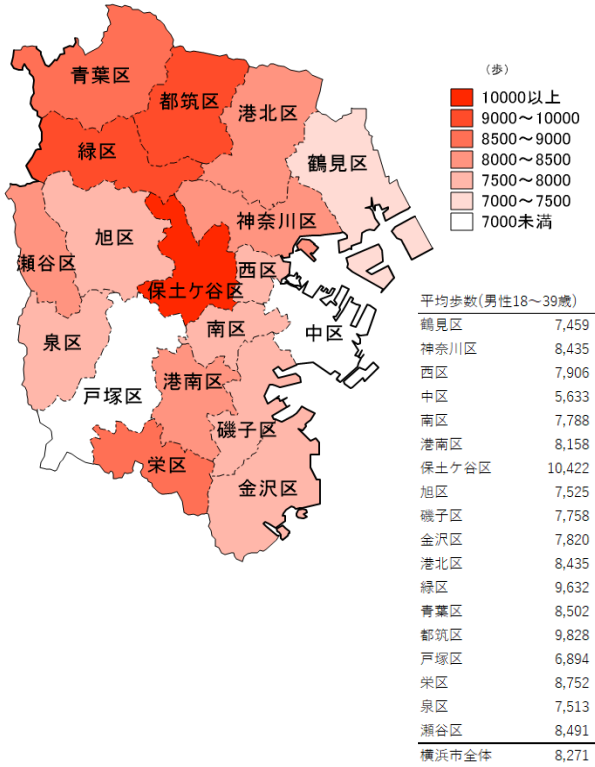 青葉区
都筑区
港北区
緑区
鶴見区
旭区
神奈川区
瀬谷区
西区
保土ケ谷区
泉区
南区
中区
戸塚区
港南区
磯子区
栄区
金沢区
(歩)
10000以上
9000～10000
8500～9000
8000～8500
7500～8000
7000～7500
7000未満
平均歩数(男性18～39歳)
鶴見区 7,459
神奈川区 8,435
西区 7,906
中区 5,633
南区 7,788
港南区 8,158
保土ケ谷区 10,422
旭区 7,525
磯子区 7,758
金沢区 7,820
港北区 8,435
緑区 9,632
青葉区 8,502
都筑区 9,828
戸塚区 6,894
栄区 8,752
泉区 7,513
瀬谷区 8,491
横浜市全体 8,271